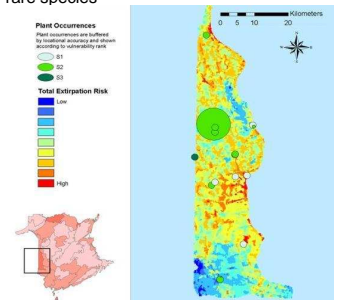 rare species
Plant Occurrences
Plant occurrences are buffered
by locational accuracy and shown
according to vulnerability rank
S1
S2
S3
Total Extirpation Risk
Low
High
Kilometers
0 5 10 20